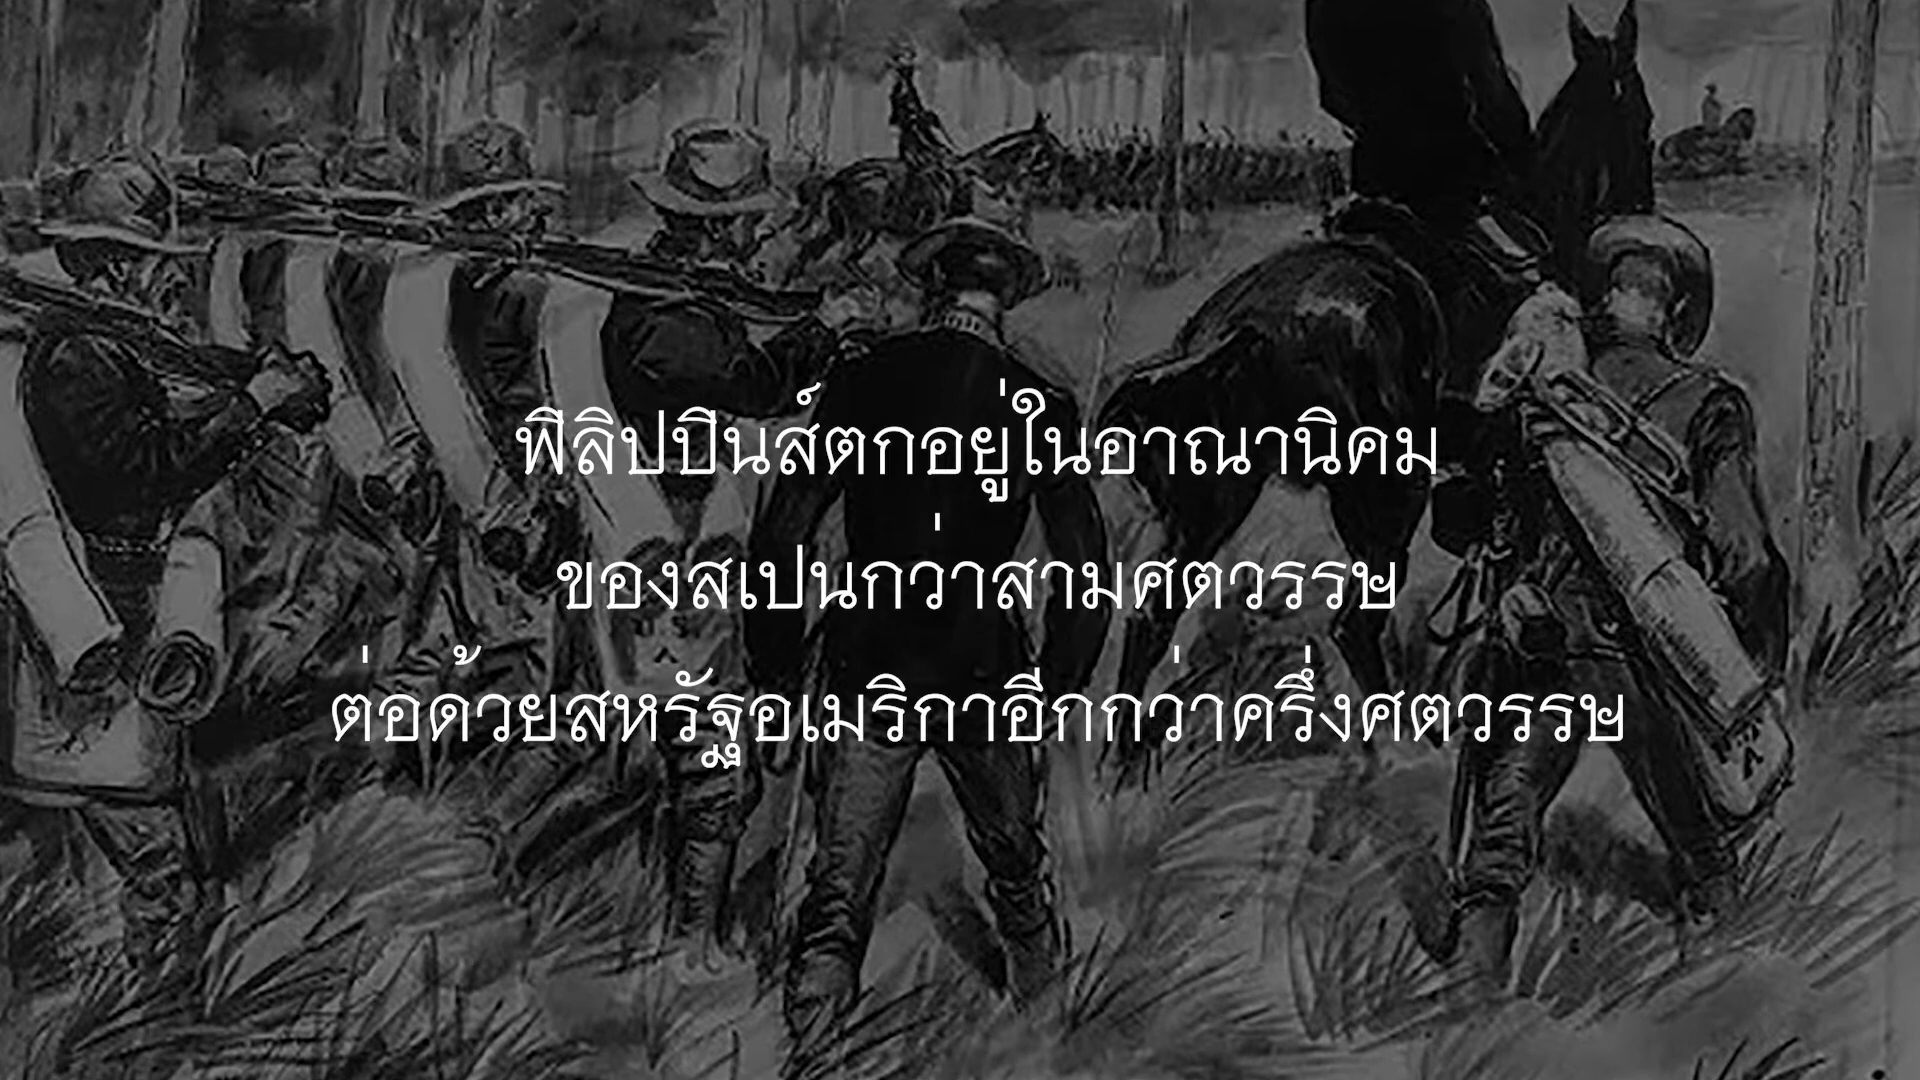 ฟิลิปปินส์ตกอยู่ในอาณานิคม
ของสเปนกว่าสามศตวรรษ
ต่อด้วยสหรัฐอเมริกาอีกกว่าครึ่งศตวรรษ